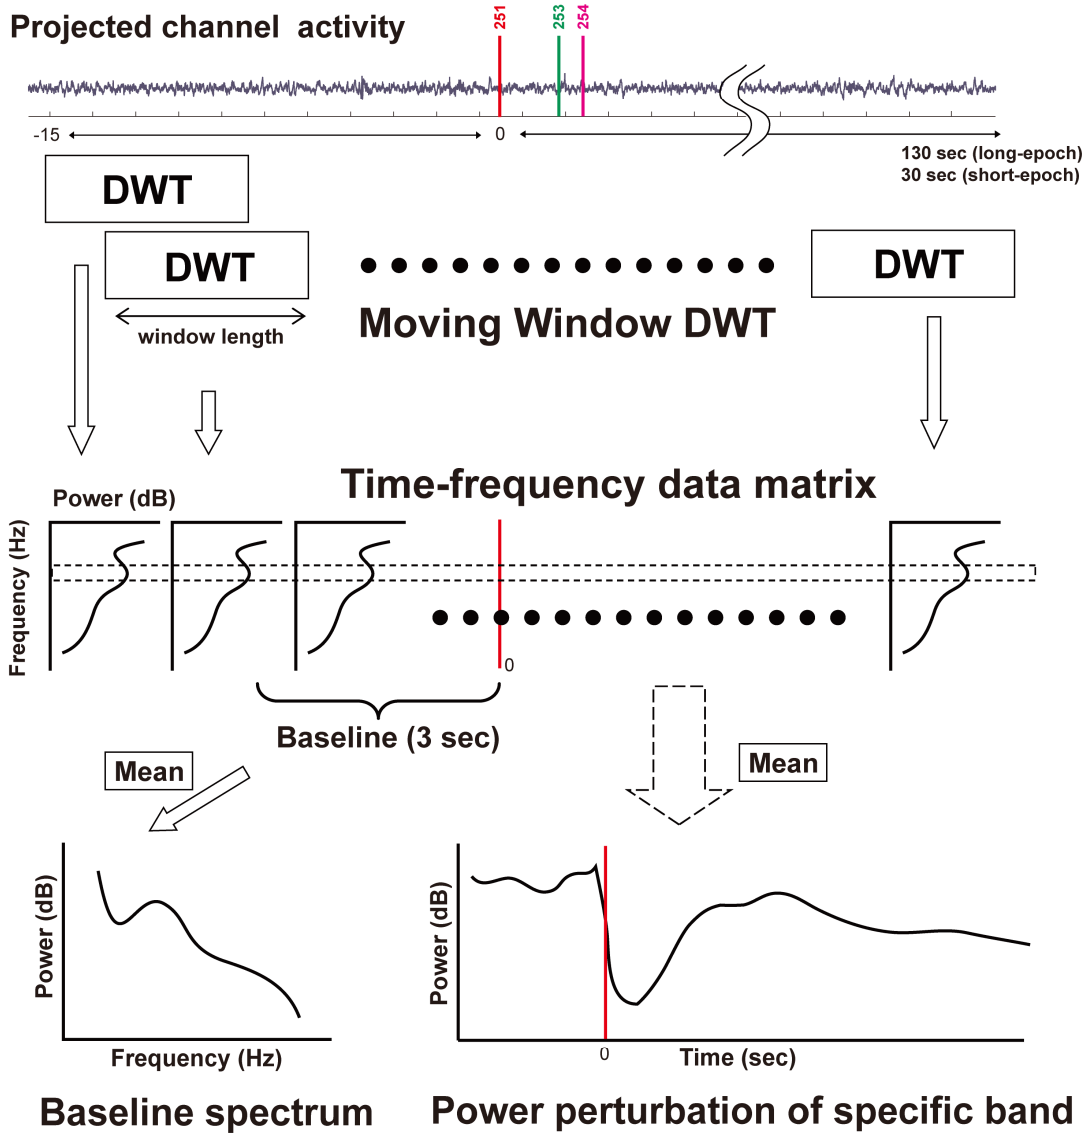 Projected channel activity
251
253
254
-15
0
130 sec (long-epoch)
30 sec (short-epoch)
DWT
DWT
DWT
window length
Moving Window DWT
Time-frequency data matrix
Power (dB)
Frequency (Hz)
0
Baseline (3 sec)
Mean
Mean
Power (dB)
Frequency (Hz)
Power (dB)
0
Time (sec)
Baseline spectrum
Power perturbation of specific band